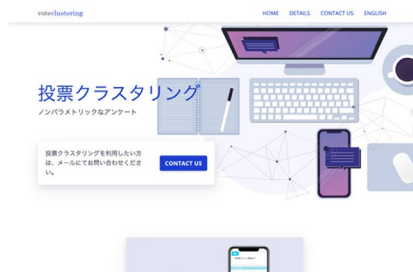 voteclustering
HOME DETAILS CONTACT US ENGLISH
投票クラスタリング
ノンパラメトリックなアンケート
投票クラスタリングを利用したい方
は、メールにてお問い合わせくださ
い。
CONTACT US